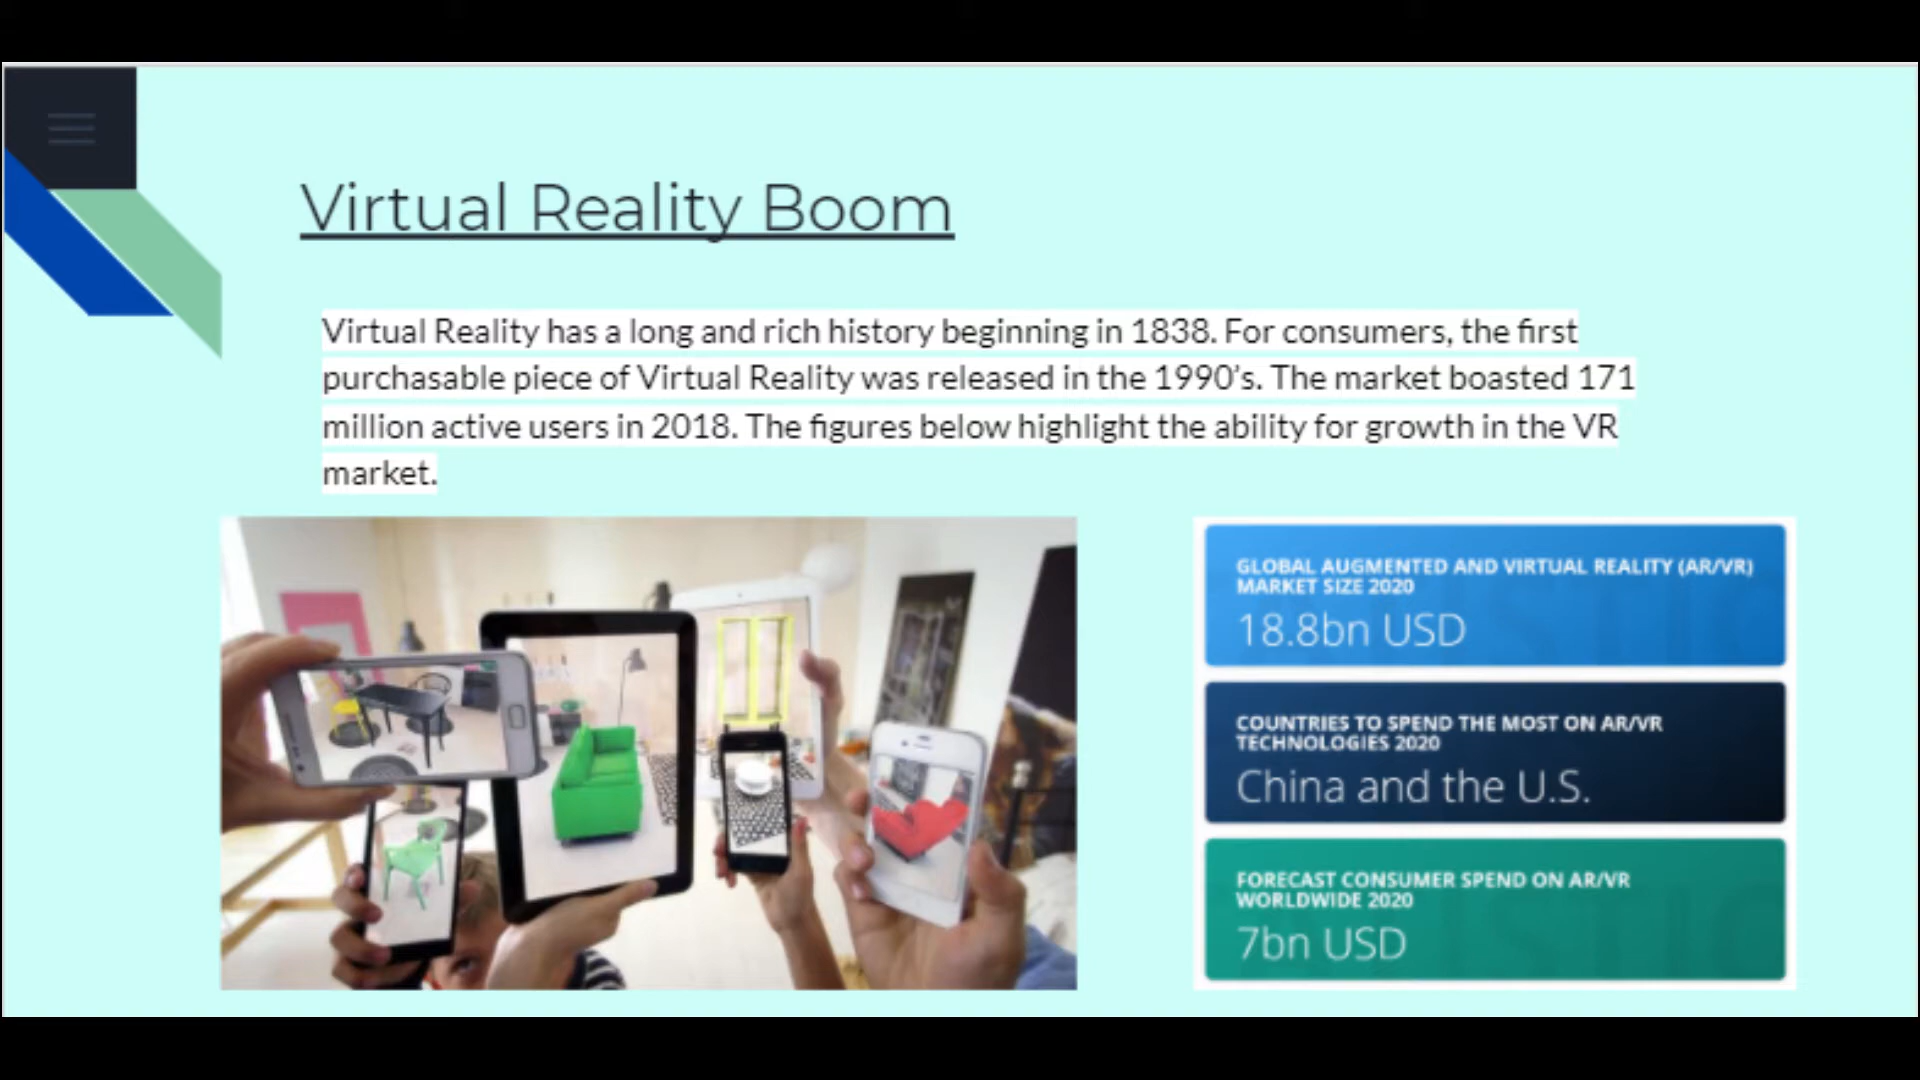 Virtual Reality Boom
Virtual Reality has a long and rich history beginning in 1838. For consumers, the first
purchasable piece of Virtual Reality was released in the 1990's. The market boasted 171
million active users in 2018. The figures below highlight the ability for growth in the VR
market.
GLOBAL AUGMENTED AND VIRTUAL REALITY (AR/VR)
MARKET SIZE 2020
18.8bn USD
COUNTRIES TO SPEND THE MOST ON AR/VR
TECHNOLOGIES 2020
China and the U.S.
FORECAST CONSUMER SPEND ON AR/VR
WORLDWIDE 2020
7bn USD